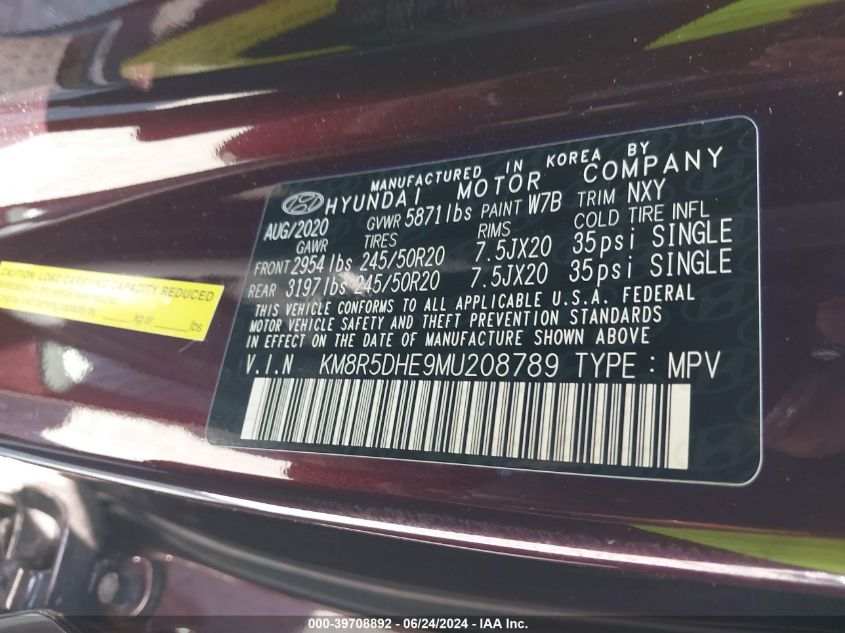 MANUFACTURED IN KOREA BY
HYUNDAI MOTOR COMPANY
AUG/2020 GVWR 5871lbs PAINT W7B TRIM NXY
GAWR TIRES RIMS COLD TIRE INFL
FRONT 2954 lbs 245/50R20 7.5JX20 35psi SINGLE
REAR 3197 lbs 245/50R20 7.5JX20 35psi SINGLE
THIS VEHICLE CONFORMS TO ALL APPLICABLE U.S.A. FEDERAL
MOTOR VEHICLE SAFETY AND THEFT PREVENTION STANDARDS
IN EFFECT ON THE DATE OF MANUFACTURE SHOWN ABOVE
V.I.N KM8R5DHE9MU208789 TYPE : MPV
CAUTION: LOAD CARRYING CAPACITY REDUCED
kg or lbs
000-39708892 - 06/24/2024 - IAA Inc.